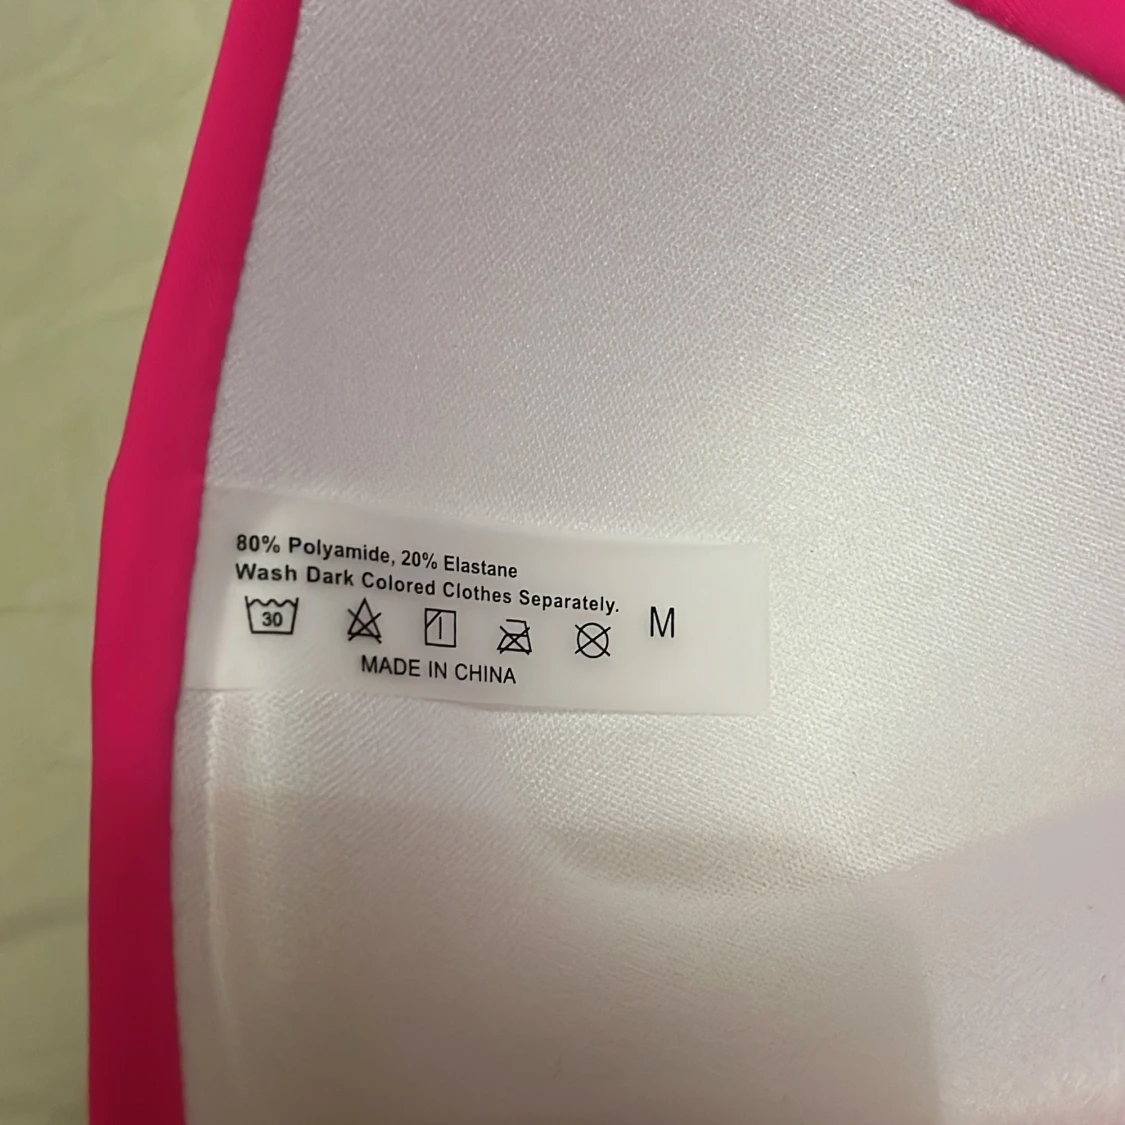 80% Polyamide, 20% Elastane
Wash Dark Colored Clothes Separately.
30
M
MADE IN CHINA